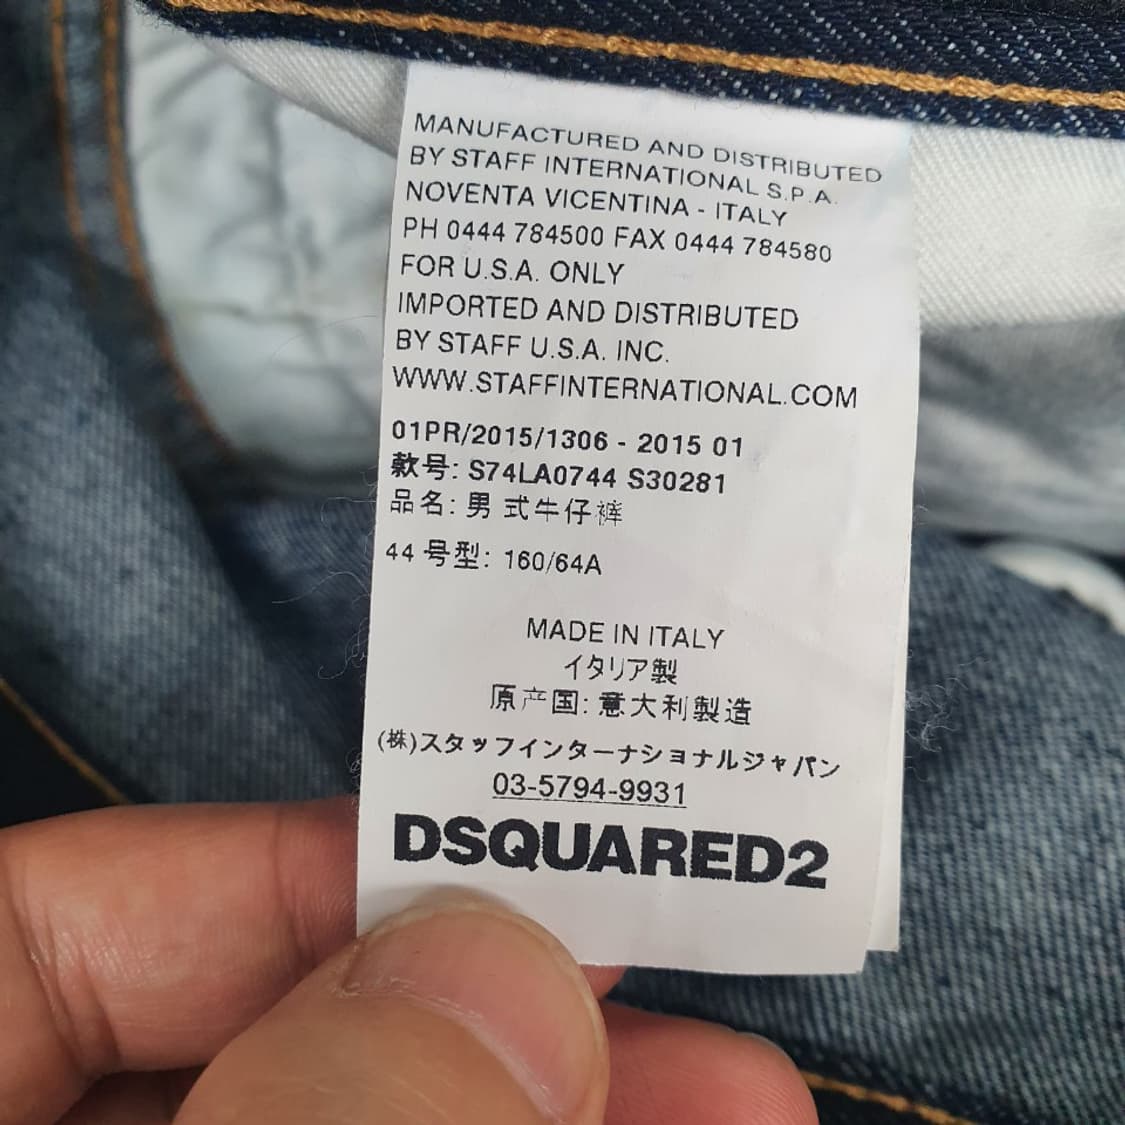 MANUFACTURED AND DISTRIBUTED
BY STAFF INTERNATIONAL S.P.A.
NOVENTA VICENTINA - ITALY
PH 0444 784500 FAX 0444 784580
FOR U.S.A. ONLY
IMPORTED AND DISTRIBUTED
BY STAFF U.S.A. INC.
WWW.STAFFINTERNATIONAL.COM
01PR/2015/1306 - 2015 01
款号: S74LA0744 S30281
品名: 男式牛仔裤
44 号型: 160/64A
MADE IN ITALY
イタリア製
原产国: 意大利製造
(株)スタッフインターナショナルジャパン
03-5794-9931
DSQUARED2